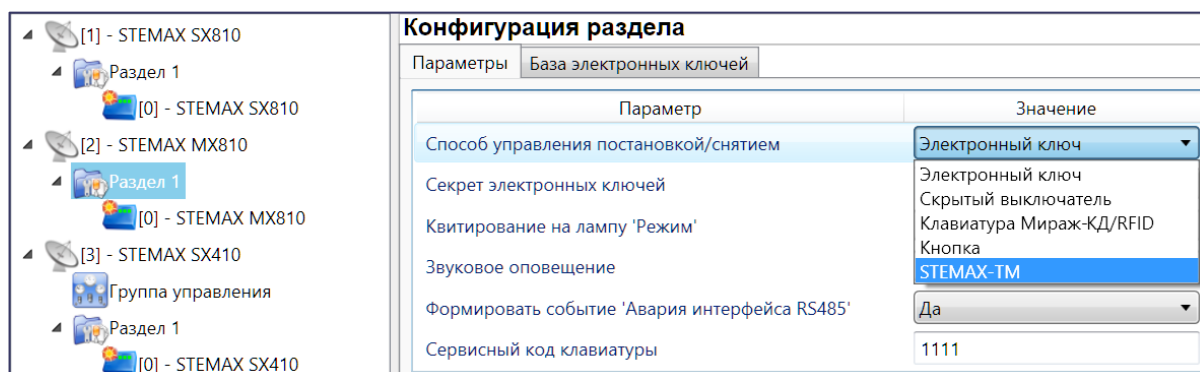 [1] - STEMAX SX810
Раздел 1
[0] - STEMAX SX810
[2] - STEMAX MX810
Раздел 1
[0] - STEMAX MX810
[3] - STEMAX SX410
Группа управления
Раздел 1
[0] - STEMAX SX410
Конфигурация раздела
Параметры База электронных ключей
Параметр Значение
Способ управления постановкой/снятием Электронный ключ
Электронный ключ
Секрет электронных ключей
Скрытый выключатель
Квитирование на лампу 'Режим'
Клавиатура Мираж-КД/RFID
Кнопка
Звуковое оповещение
STEMAX-TM
Формировать событие 'Авария интерфейса RS485' Да
Сервисный код клавиатуры 1111